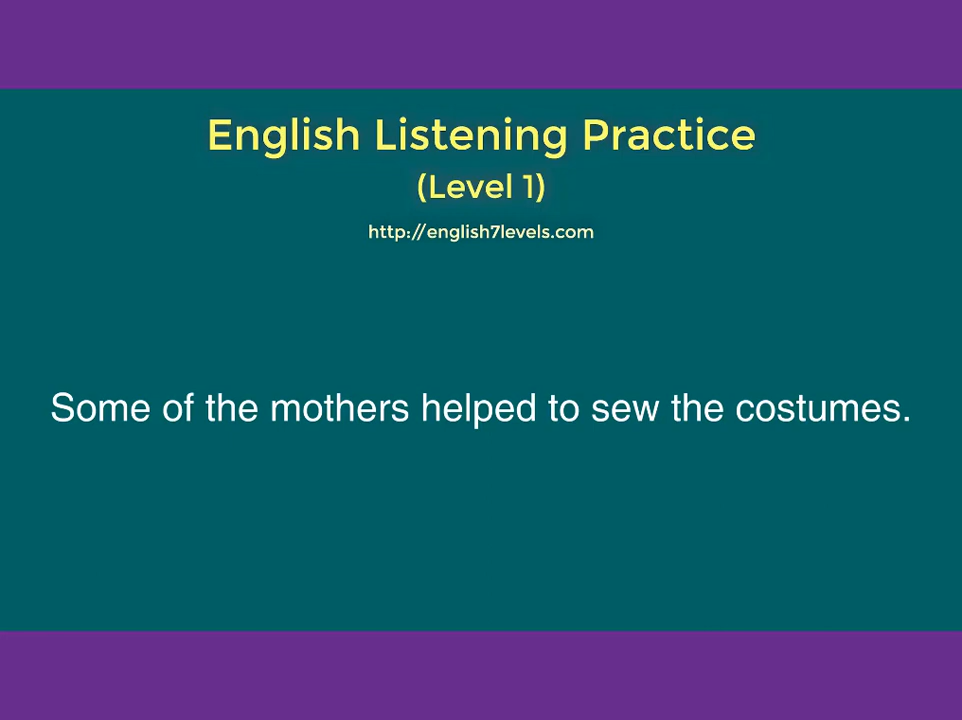 English Listening Practice
(Level 1)
http://english7levels.com
Some of the mothers helped to sew the costumes.